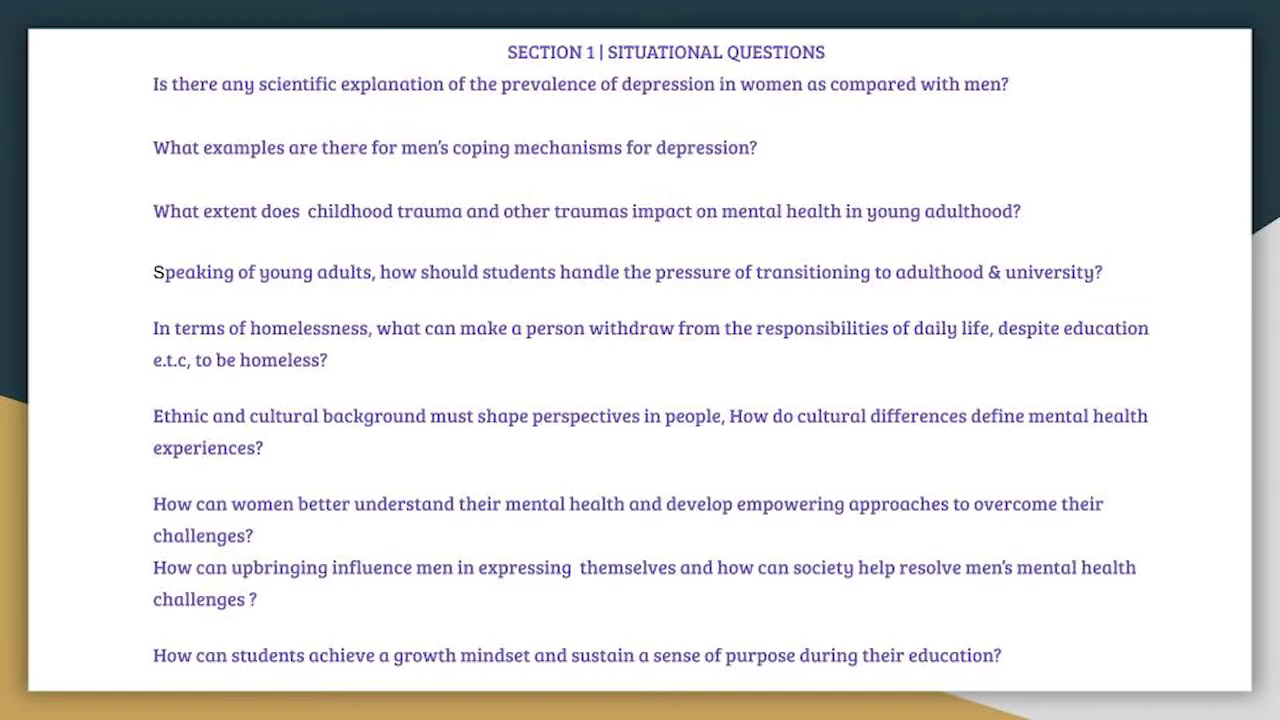 SECTION 1 | SITUATIONAL QUESTIONS
Is there any scientific explanation of the prevalence of depression in women as compared with men?
What examples are there for men's coping mechanisms for depression?
What extent does  childhood trauma and other traumas impact on mental health in young adulthood?
Speaking of young adults, how should students handle the pressure of transitioning to adulthood & university?
In terms of homelessness, what can make a person withdraw from the responsibilities of daily life, despite education
e.t.c, to be homeless?
Ethnic and cultural background must shape perspectives in people, How do cultural differences define mental health
experiences?
How can women better understand their mental health and develop empowering approaches to overcome their
challenges?
How can upbringing influence men in expressing  themselves and how can society help resolve men's mental health
challenges ?
How can students achieve a growth mindset and sustain a sense of purpose during their education?